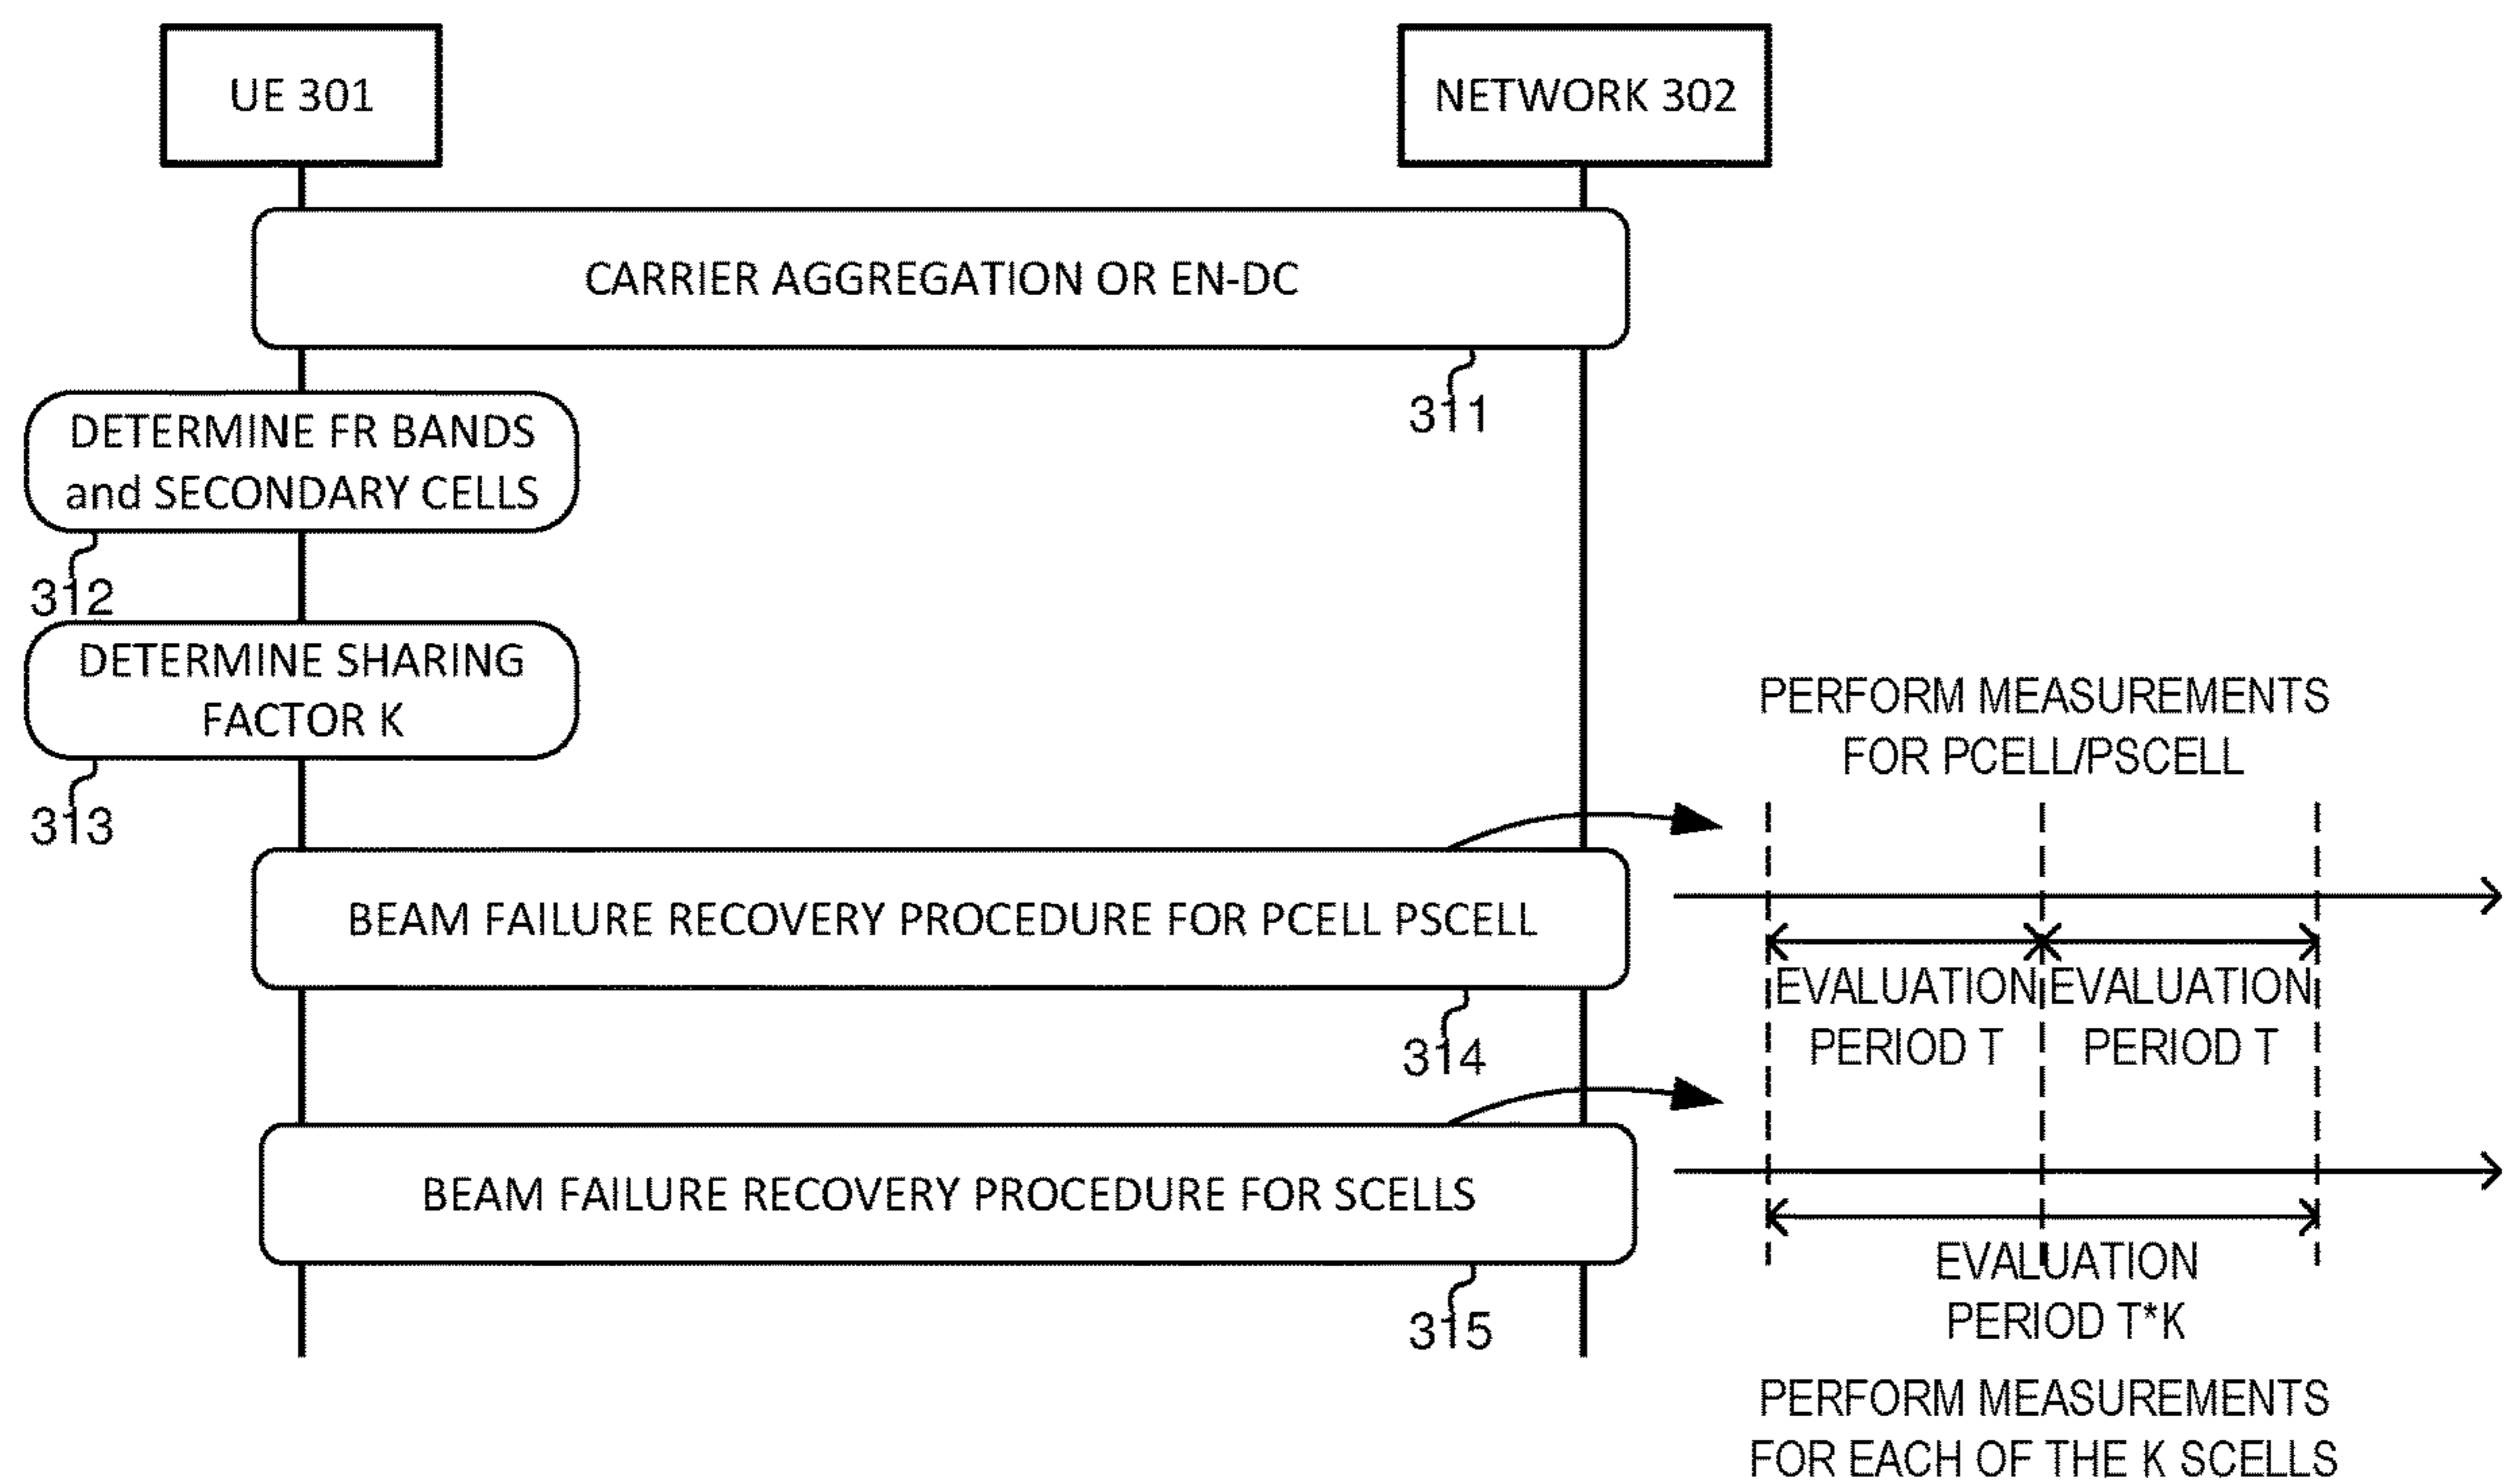 UE 301
NETWORK 302
CARRIER AGGREGATION OR EN-DC
311
DETERMINE FR BANDS
and SECONDARY CELLS
312
DETERMINE SHARING
FACTOR K
313
PERFORM MEASUREMENTS
FOR PCELL/PSCELL
BEAM FAILURE RECOVERY PROCEDURE FOR PCELL PSCELL
314
EVALUATION
PERIOD T
EVALUATION
PERIOD T
BEAM FAILURE RECOVERY PROCEDURE FOR SCELLS
315
EVALUATION
PERIOD T*K
PERFORM MEASUREMENTS
FOR EACH OF THE K SCELLS